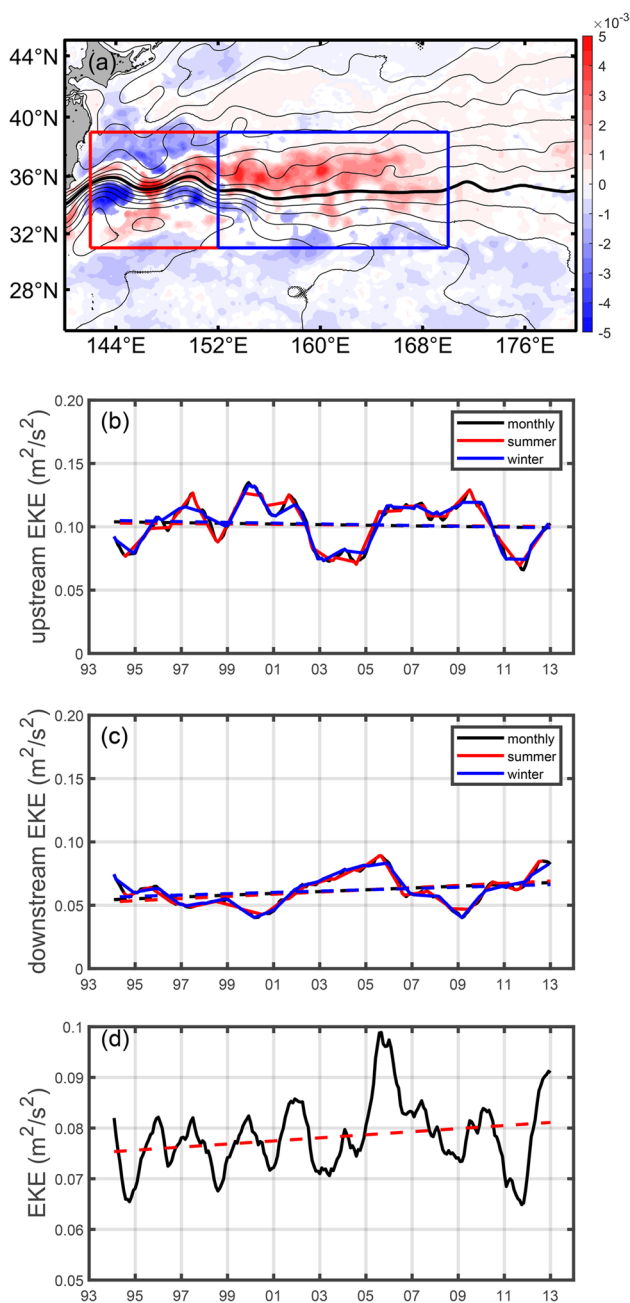 ×10⁻³
(a)
44°N
40°N
36°N
32°N
28°N
144°E 152°E 160°E 168°E 176°E
5
4
3
2
1
0
-1
-2
-3
-4
-5
(b)
monthly
summer
winter
upstream EKE (m²/s²)
0.20
0.15
0.10
0.05
0
93 95 97 99 01 03 05 07 09 11 13
(c)
monthly
summer
winter
downstream EKE (m²/s²)
0.20
0.15
0.10
0.05
0
93 95 97 99 01 03 05 07 09 11 13
(d)
EKE (m²/s²)
0.1
0.09
0.08
0.07
0.06
0.05
93 95 97 99 01 03 05 07 09 11 13